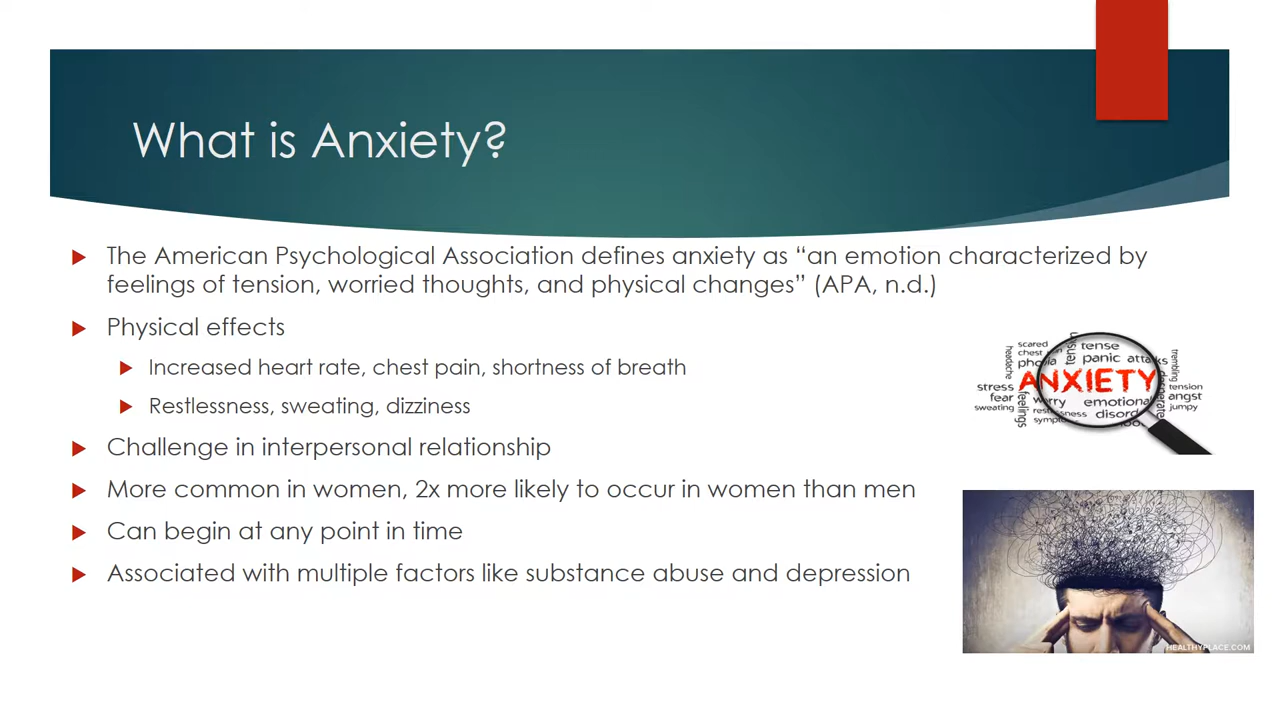 What is Anxiety?
The American Psychological Association defines anxiety as “an emotion characterized by
feelings of tension, worried thoughts, and physical changes” (APA, n.d.)
Physical effects
Increased heart rate, chest pain, shortness of breath
Restlessness, sweating, dizziness
Challenge in interpersonal relationship
More common in women, 2x more likely to occur in women than men
Can begin at any point in time
Associated with multiple factors like substance abuse and depression
scared
tense
chest
panic attacks
headache
ANXIETY
trembling
stress
tension
fear
emotional
angst
sweating
jumpy
feelings
HEALTHYPLACE.COM